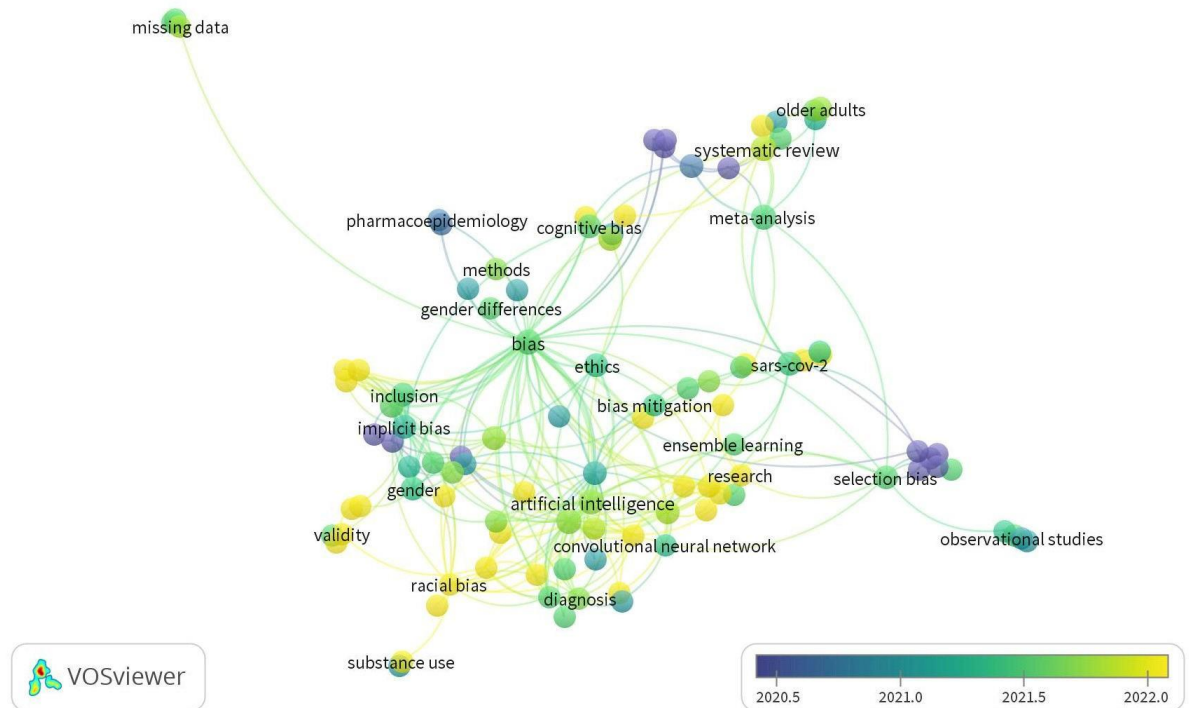 missing data
older adults
systematic review
meta-analysis
pharmacoepidemiology
cognitive bias
methods
gender differences
bias
ethics
sars-cov-2
inclusion
bias mitigation
implicit bias
ensemble learning
research
selection bias
gender
artificial intelligence
validity
convolutional neural network
observational studies
racial bias
diagnosis
substance use
VOSviewer
2020.5
2021.0
2021.5
2022.0